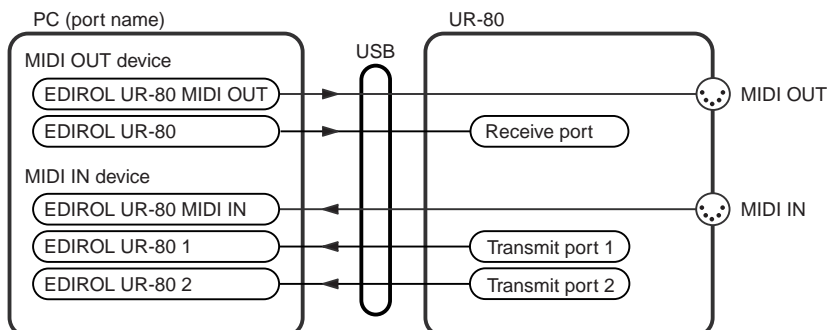 PC (port name)
UR-80
USB
MIDI OUT device
EDIROL UR-80 MIDI OUT
MIDI OUT
EDIROL UR-80
Receive port
MIDI IN device
EDIROL UR-80 MIDI IN
MIDI IN
EDIROL UR-80 1
Transmit port 1
EDIROL UR-80 2
Transmit port 2